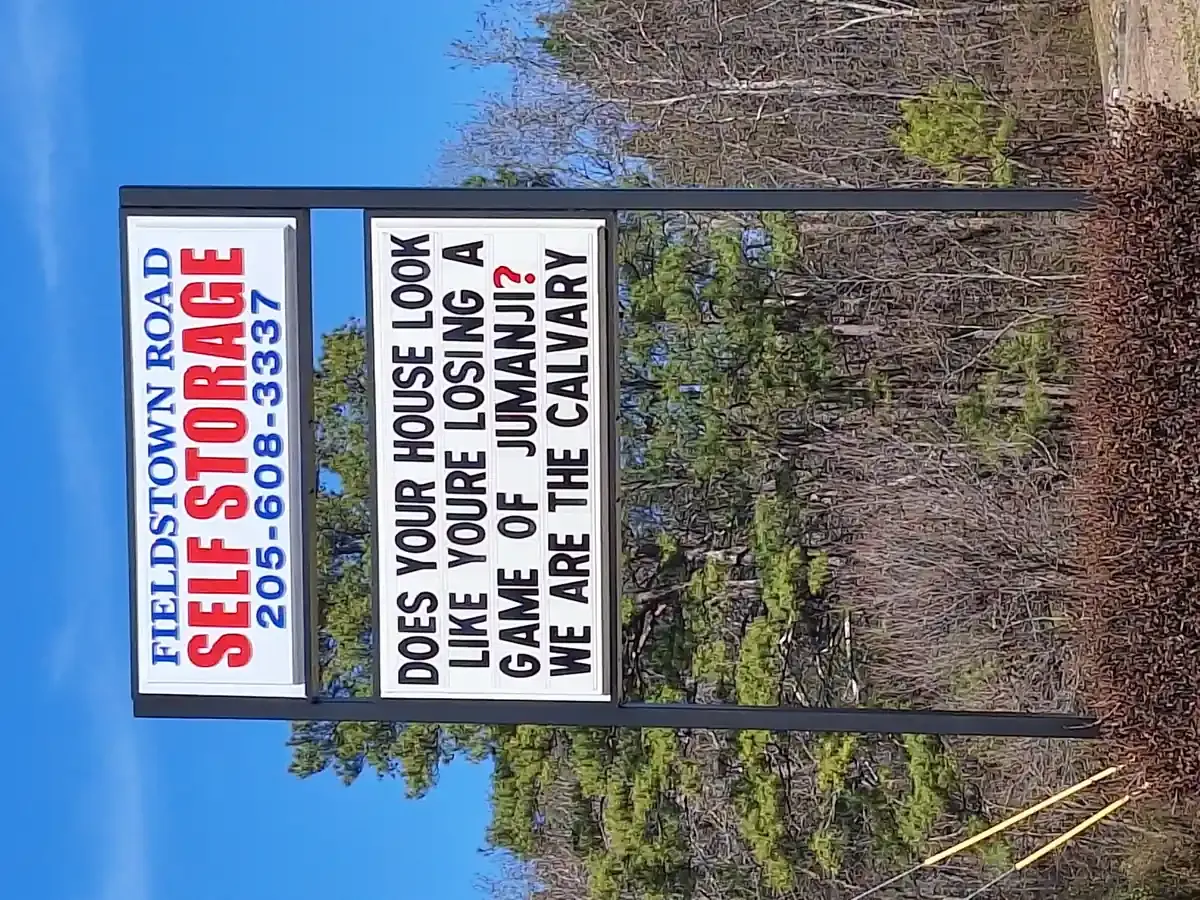 FIELDSTOWN ROAD
SELF STORAGE
205-608-3337
DOES YOUR HOUSE LOOK
LIKE YOURE LOSING A
GAME OF JUMANJI?
WE ARE THE CALVARY